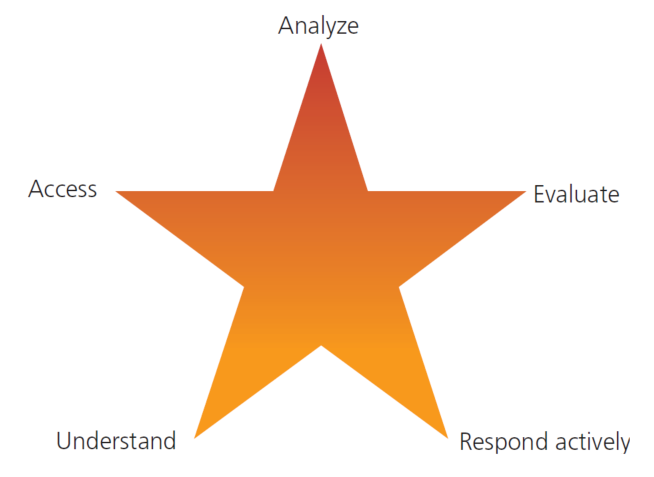 Analyze
Access
Evaluate
Understand
Respond actively